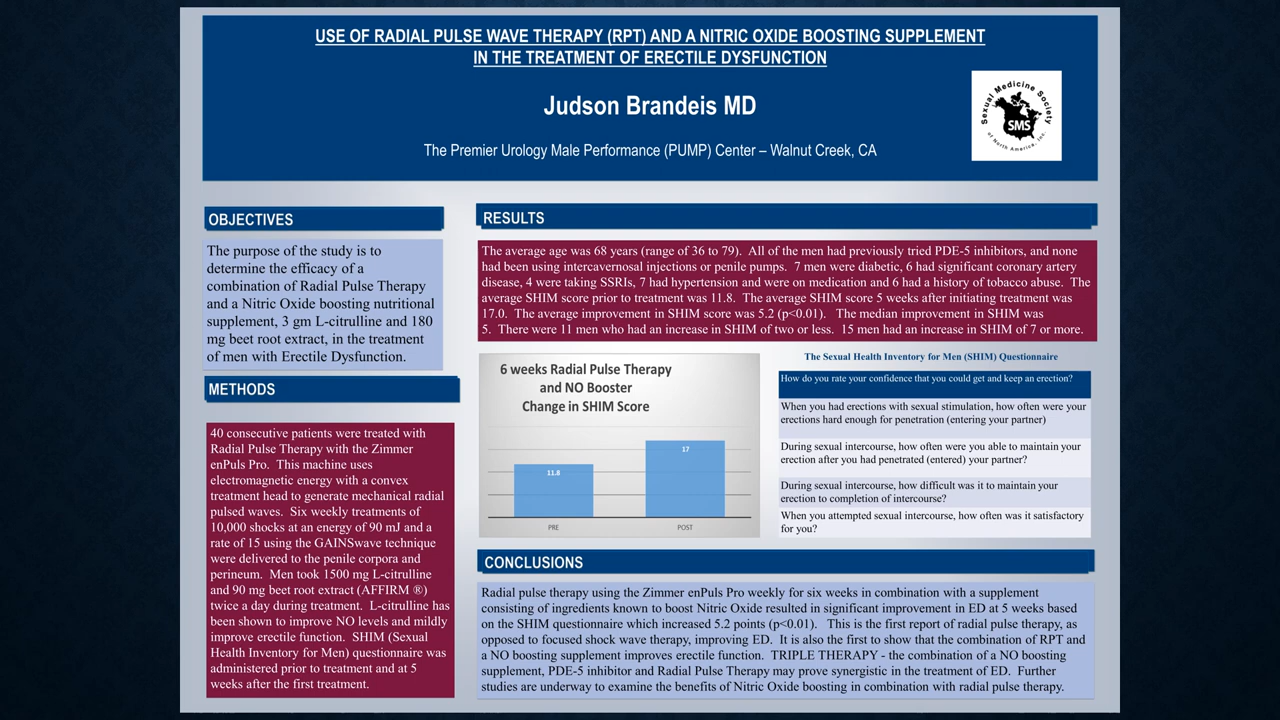 USE OF RADIAL PULSE WAVE THERAPY (RPT) AND A NITRIC OXIDE BOOSTING SUPPLEMENT
IN THE TREATMENT OF ERECTILE DYSFUNCTION
Judson Brandeis MD
The Premier Urology Male Performance (PUMP) Center – Walnut Creek, CA
Sexual Medicine Society
SMS
of North America, Inc.
OBJECTIVES
The purpose of the study is to
determine the efficacy of a
combination of Radial Pulse Therapy
and a Nitric Oxide boosting nutritional
supplement, 3 gm L-citrulline and 180
mg beet root extract, in the treatment
of men with Erectile Dysfunction.
METHODS
40 consecutive patients were treated with
Radial Pulse Therapy with the Zimmer
enPuls Pro.  This machine uses
electromagnetic energy with a convex
treatment head to generate mechanical radial
pulsed waves.  Six weekly treatments of
10,000 shocks at an energy of 90 mJ and a
rate of 15 using the GAINSwave technique
were delivered to the penile corpora and
perineum.  Men took 1500 mg L-citrulline
and 90 mg beet root extract (AFFIRM ®)
twice a day during treatment.  L-citrulline has
been shown to improve NO levels and mildly
improve erectile function.  SHIM (Sexual
Health Inventory for Men) questionnaire was
administered prior to treatment and at 5
weeks after the first treatment.
RESULTS
The average age was 68 years (range of 36 to 79).  All of the men had previously tried PDE-5 inhibitors, and none
had been using intercavernosal injections or penile pumps.  7 men were diabetic, 6 had significant coronary artery
disease, 4 were taking SSRIs, 7 had hypertension and were on medication and 6 had a history of tobacco abuse.  The
average SHIM score prior to treatment was 11.8.  The average SHIM score 5 weeks after initiating treatment was
17.0.  The average improvement in SHIM score was 5.2 (p<0.01).   The median improvement in SHIM was
5.  There were 11 men who had an increase in SHIM of two or less.  15 men had an increase in SHIM of 7 or more.
6 weeks Radial Pulse Therapy
and NO Booster
Change in SHIM Score
11.8
17
PRE
POST
The Sexual Health Inventory for Men (SHIM) Questionnaire
How do you rate your confidence that you could get and keep an erection?
When you had erections with sexual stimulation, how often were your
erections hard enough for penetration (entering your partner)
During sexual intercourse, how often were you able to maintain your
erection after you had penetrated (entered) your partner?
During sexual intercourse, how difficult was it to maintain your
erection to completion of intercourse?
When you attempted sexual intercourse, how often was it satisfactory
for you?
CONCLUSIONS
Radial pulse therapy using the Zimmer enPuls Pro weekly for six weeks in combination with a supplement
consisting of ingredients known to boost Nitric Oxide resulted in significant improvement in ED at 5 weeks based
on the SHIM questionnaire which increased 5.2 points (p<0.01).   This is the first report of radial pulse therapy, as
opposed to focused shock wave therapy, improving ED.  It is also the first to show that the combination of RPT and
a NO boosting supplement improves erectile function.  TRIPLE THERAPY - the combination of a NO boosting
supplement, PDE-5 inhibitor and Radial Pulse Therapy may prove synergistic in the treatment of ED.  Further
studies are underway to examine the benefits of Nitric Oxide boosting in combination with radial pulse therapy.